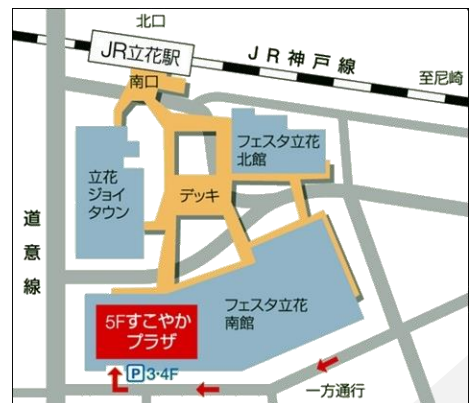 北口
JR立花駅
JR神戸線
南口
至尼崎
フェスタ立花
北館
立花
ジョイ
タウン
デッキ
道意線
フェスタ立花
南館
5Fすこやか
プラザ
P3・4F
一方通行